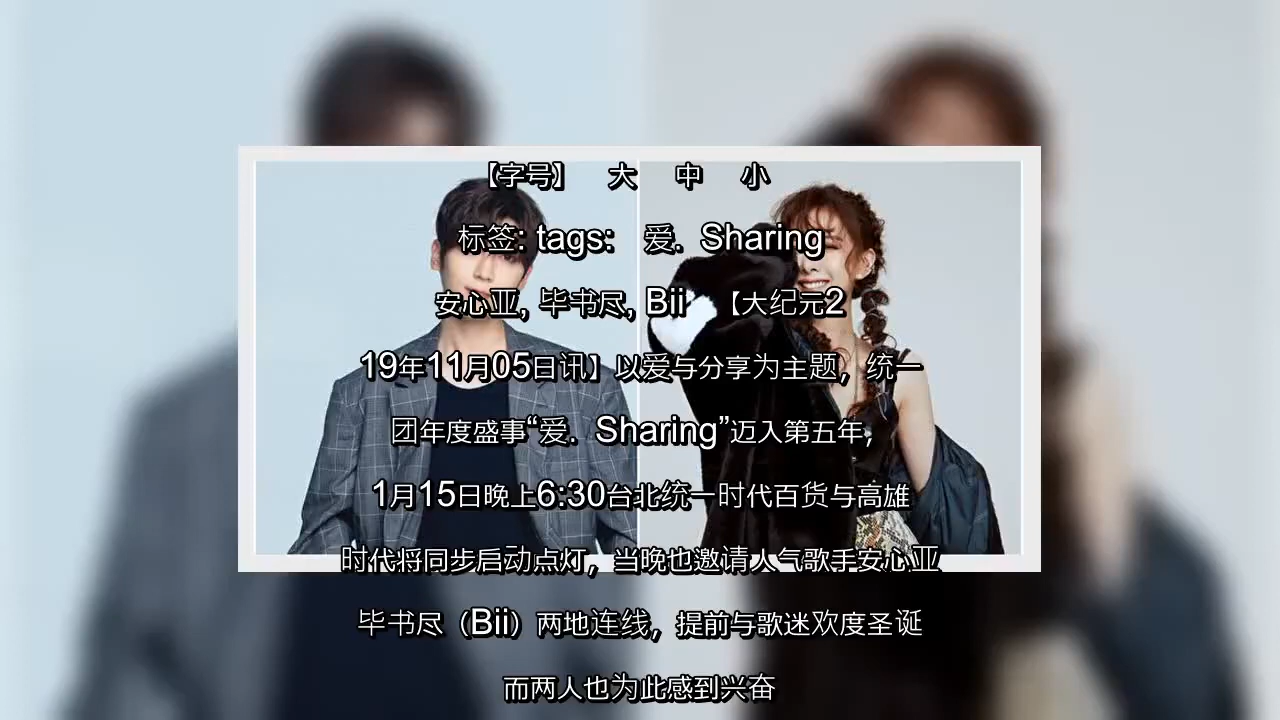 【字号】 大 中 小
标签: tags: 爱．Sharing
安心亚, 毕书尽, Bii 【大纪元2
19年11月05日讯】以爱与分享为主题，统一
团年度盛事“爱．Sharing”迈入第五年,
1月15日晚上6:30台北统一时代百货与高雄
时代将同步启动点灯，当晚也邀请人气歌手安心亚
毕书尽（Bii）两地连线，提前与歌迷欢度圣诞
而两人也为此感到兴奋